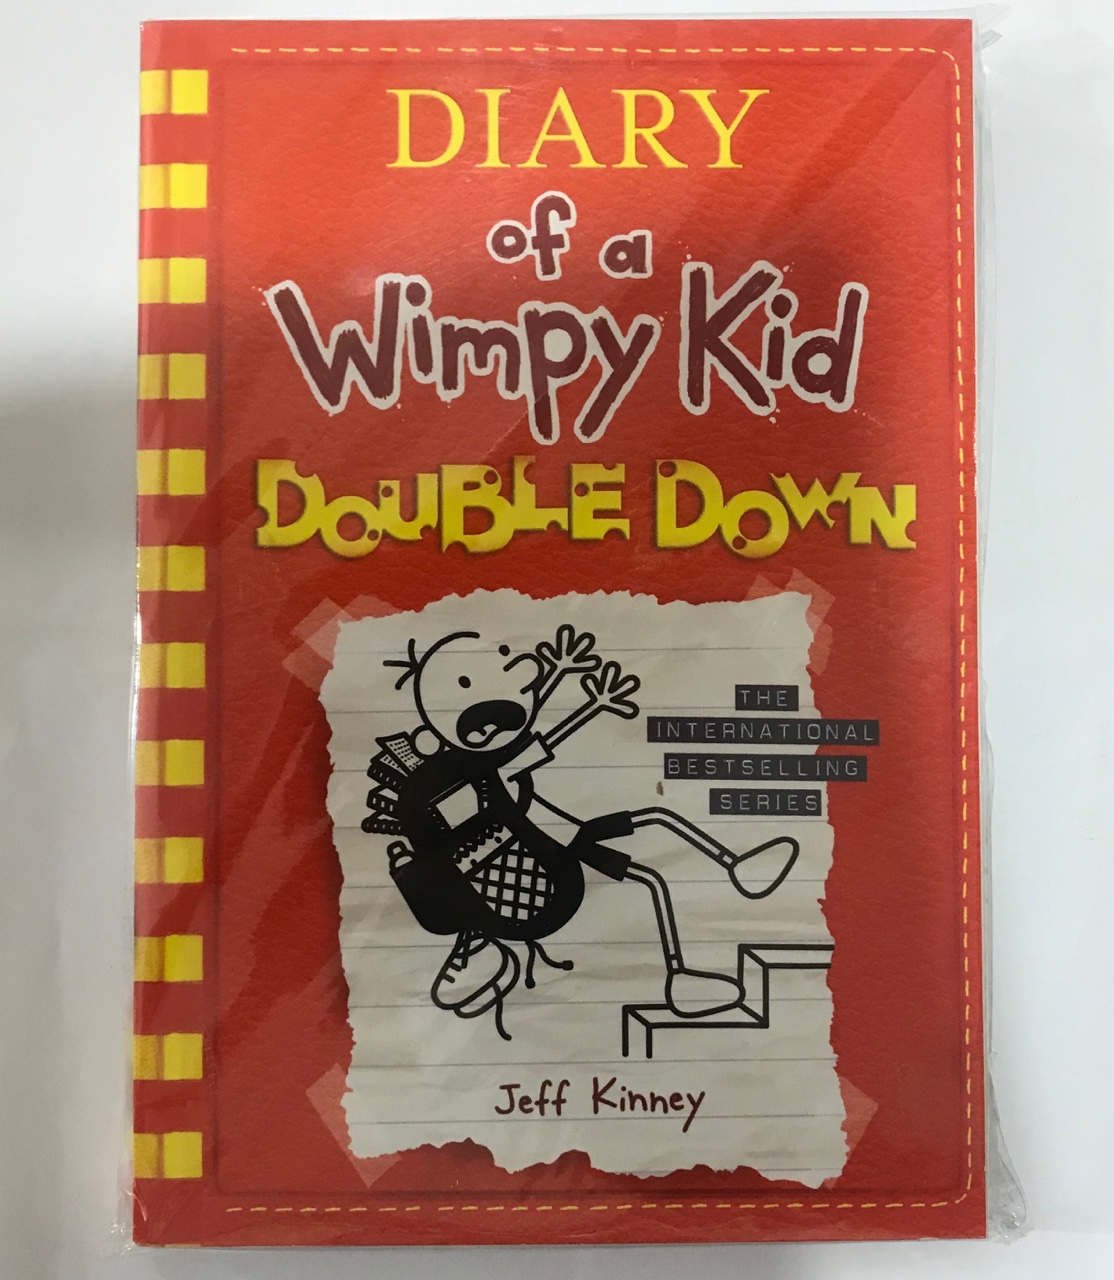 DIARY
of a
Wimpy Kid
DOUBLE DOWN
THE
INTERNATIONAL
BESTSELLING
SERIES
Jeff Kinney